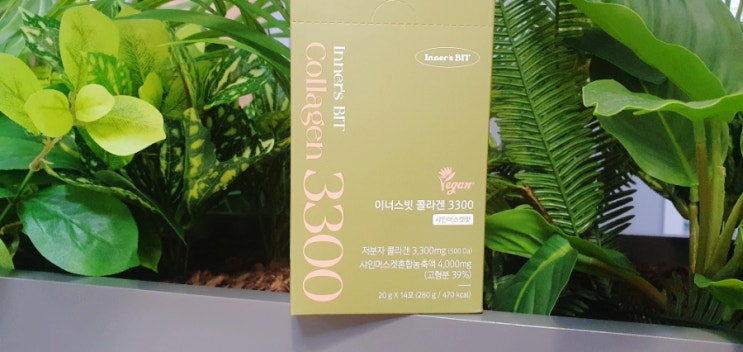 Inner's BIT
Collagen 3300
Inner's BIT
Vegan
이너스빗 콜라겐 3300
샤인머스켓맛
저분자 콜라겐 3,300mg (500 Da)
샤인머스캣혼합농축액 4,000mg
(고형분 39%)
20 g X 14포 (280 g / 470 kcal)